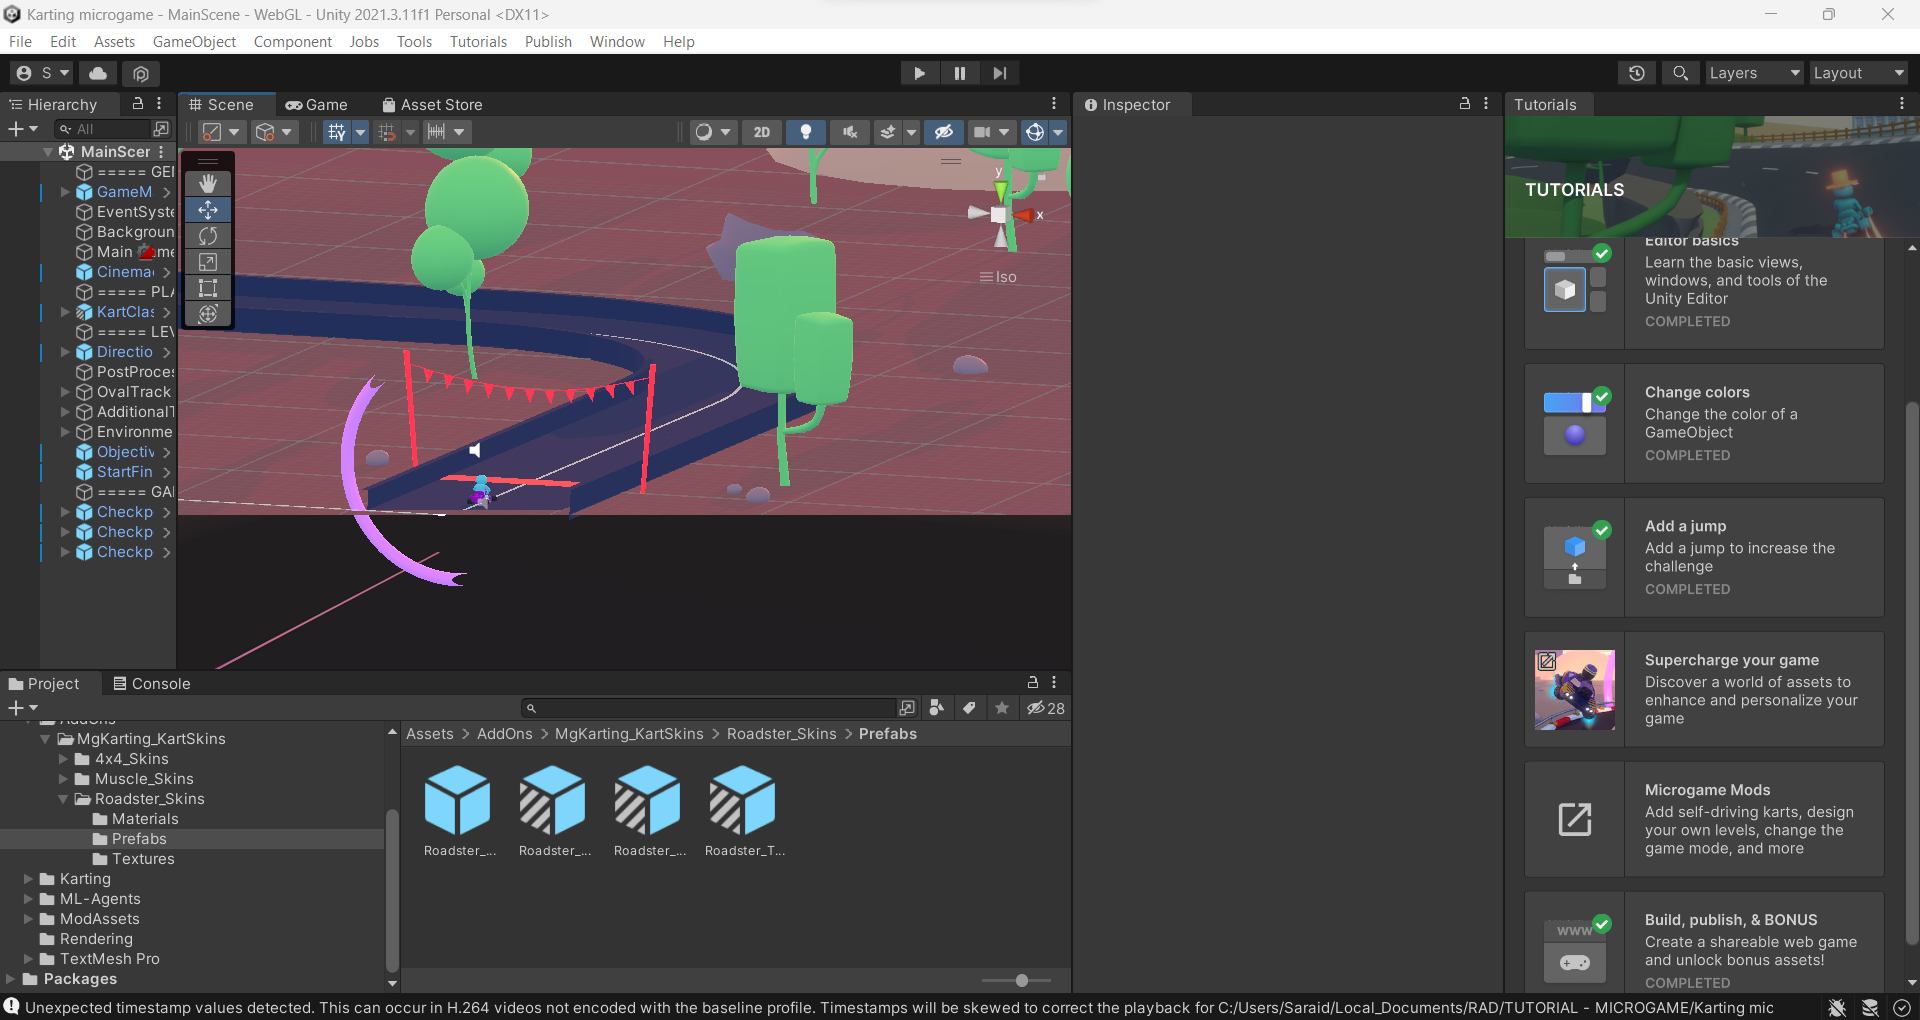 Karting microgame - MainScene - WebGL - Unity 2021.3.11f1 Personal <DX11>
File Edit Assets GameObject Component Jobs Tools Tutorials Publish Window Help
S Layers Layout
Hierarchy
All
MainScer
===== GEI
GameM
EventSyste
Backgroun
Main me
Cinema
===== PLA
KartClas
===== LEV
Directio
PostProces
OvalTrack
AdditionalT
Environme
Objectiv
StartFin
===== GAI
Checkp
Checkp
Checkp
Scene Game Asset Store
2D
y
x
Iso
Inspector
Tutorials
TUTORIALS
Editor basics
Learn the basic views,
windows, and tools of the
Unity Editor
COMPLETED
Change colors
Change the color of a
GameObject
COMPLETED
Add a jump
Add a jump to increase the
challenge
COMPLETED
Supercharge your game
Discover a world of assets to
enhance and personalize your
game
Microgame Mods
Add self-driving karts, design
your own levels, change the
game mode, and more
www
Build, publish, & BONUS
Create a shareable web game
and unlock bonus assets!
COMPLETED
Project Console
28
AddOns
MgKarting_KartSkins
4x4_Skins
Muscle_Skins
Roadster_Skins
Materials
Prefabs
Textures
Karting
ML-Agents
ModAssets
Rendering
TextMesh Pro
Packages
Assets > AddOns > MgKarting_KartSkins > Roadster_Skins > Prefabs
Roadster_... Roadster_... Roadster_... Roadster_T...
Unexpected timestamp values detected. This can occur in H.264 videos not encoded with the baseline profile. Timestamps will be skewed to correct the playback for C:/Users/Saraid/Local_Documents/RAD/TUTORIAL - MICROGAME/Karting mic